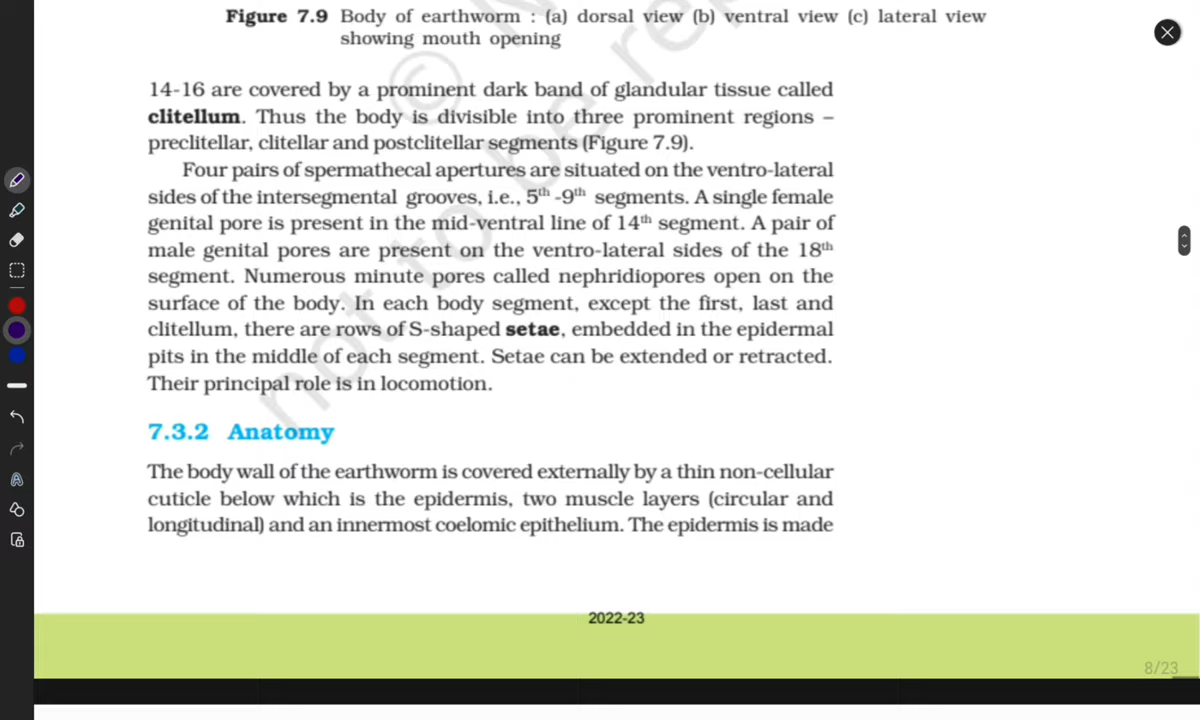 Figure 7.9 Body of earthworm : (a) dorsal view (b) ventral view (c) lateral view
showing mouth opening
14-16 are covered by a prominent dark band of glandular tissue called
clitellum. Thus the body is divisible into three prominent regions –
preclitellar, clitellar and postclitellar segments (Figure 7.9).
Four pairs of spermathecal apertures are situated on the ventro-lateral
sides of the intersegmental grooves, i.e., 5th -9th segments. A single female
genital pore is present in the mid-ventral line of 14th segment. A pair of
male genital pores are present on the ventro-lateral sides of the 18th
segment. Numerous minute pores called nephridiopores open on the
surface of the body. In each body segment, except the first, last and
clitellum, there are rows of S-shaped setae, embedded in the epidermal
pits in the middle of each segment. Setae can be extended or retracted.
Their principal role is in locomotion.
7.3.2 Anatomy
The body wall of the earthworm is covered externally by a thin non-cellular
cuticle below which is the epidermis, two muscle layers (circular and
longitudinal) and an innermost coelomic epithelium. The epidermis is made
2022-23
8/23
© N
not to be rep